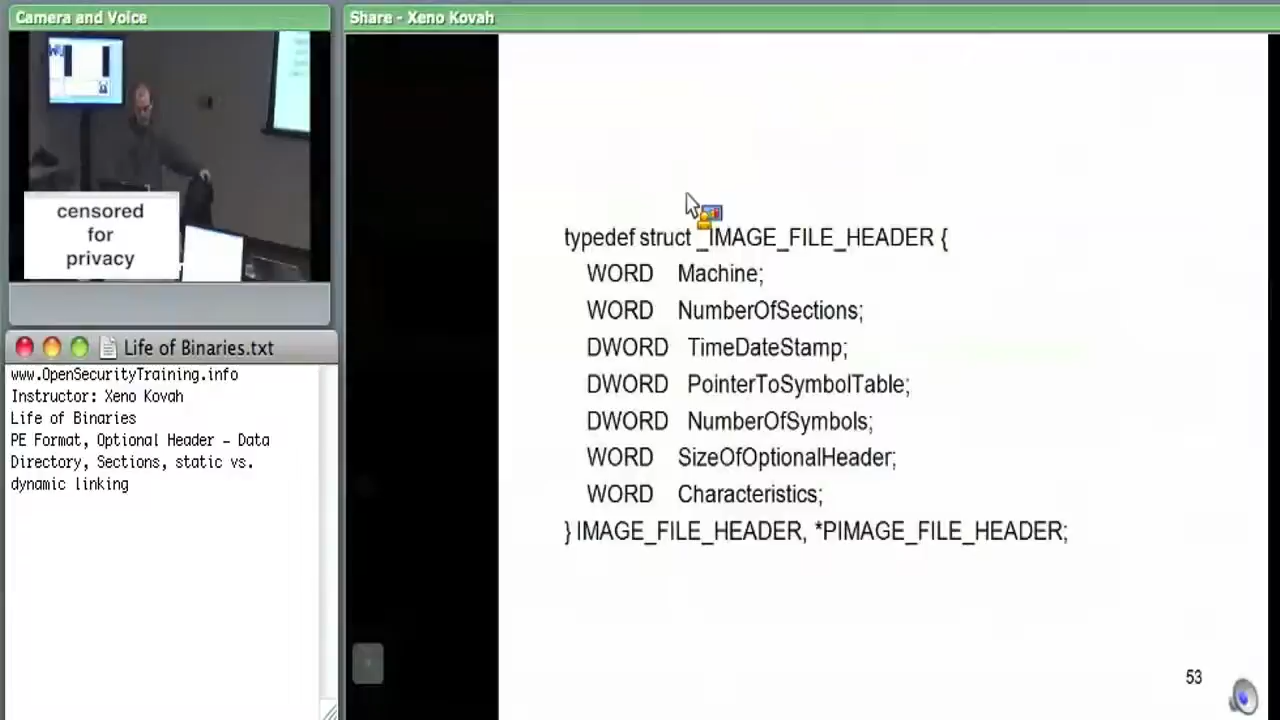 Camera and Voice
Share - Xeno Kovah
censored
for
privacy
Life of Binaries.txt
www.OpenSecurityTraining.info
Instructor: Xeno Kovah
Life of Binaries
PE Format, Optional Header – Data
Directory, Sections, static vs.
dynamic linking
typedef struct _IMAGE_FILE_HEADER {
WORD Machine;
WORD NumberOfSections;
DWORD TimeDateStamp;
DWORD PointerToSymbolTable;
DWORD NumberOfSymbols;
WORD SizeOfOptionalHeader;
WORD Characteristics;
} IMAGE_FILE_HEADER, *PIMAGE_FILE_HEADER;
53